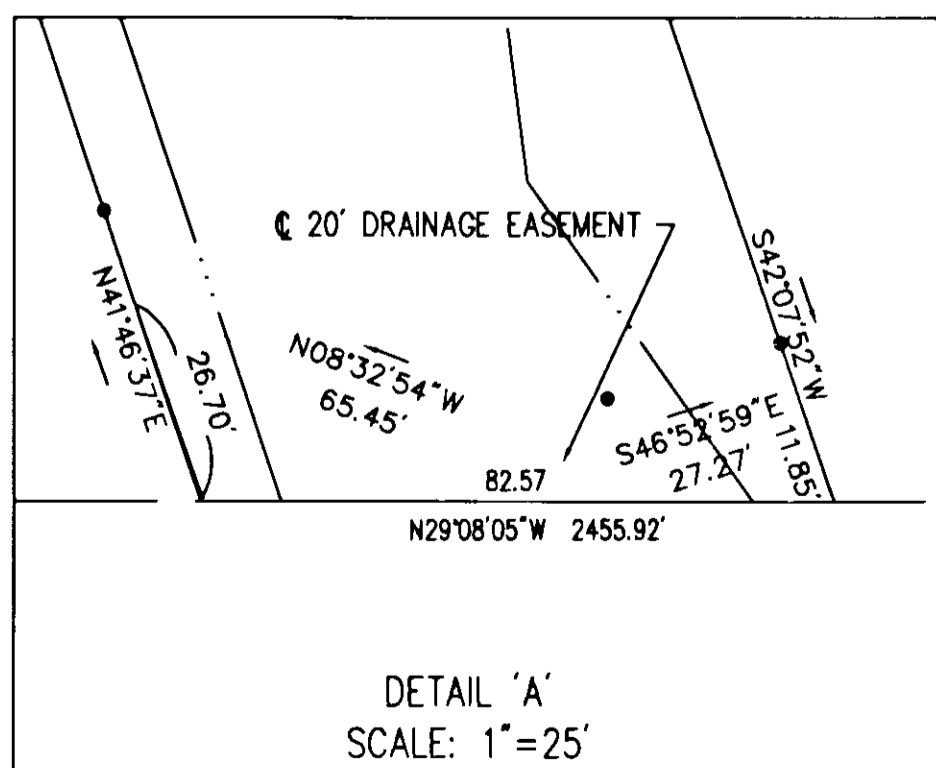 ℄ 20' DRAINAGE EASEMENT
N41°46'37"E
26.70'
N08°32'54"W
65.45'
S42°07'52"W
11.85'
S46°52'59"E
27.27'
82.57
N29°08'05"W 2455.92'
DETAIL 'A'
SCALE: 1"=25'